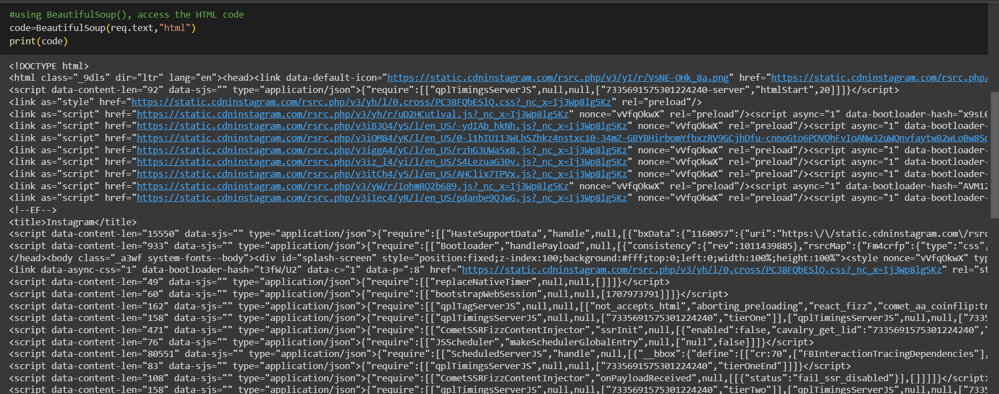 #using BeautifulSoup(), access the HTML code
code=BeautifulSoup(req.text,"html")
print(code)
<!DOCTYPE html>
<html class="_9dls" dir="ltr" lang="en"><head><link data-default-icon="https://static.cdninstagram.com/rsrc.php/v3/yI/r/VsNE-OHk_8a.png" href="https://static.cdninstagram.com/rsrc.php/
<script data-content-len="92" data-sjs="" type="application/json">{"require":[["qplTimingsServerJS",null,null,["7335691575301224240-server","htmlStart",20]]]}</script>
<link as="style" href="https://static.cdninstagram.com/rsrc.php/v3/yh/l/0,cross/PC38FQbESlQ.css?_nc_x=Ij3Wp8lg5Kz" rel="preload"/>
<link as="script" href="https://static.cdninstagram.com/rsrc.php/v3/yh/r/uD2HCutlval.js?_nc_x=Ij3Wp8lg5Kz" nonce="vVfqOkwX" rel="preload"/><script async="1" data-bootloader-hash="x9sL
<link as="script" href="https://static.cdninstagram.com/rsrc.php/v3iB3O4/yS/l/en_US/-ydIAb_hkNh.js?_nc_x=Ij3Wp8lg5Kz" nonce="vVfqOkwX" rel="preload"/><script async="1" data-bootloader-
<link as="script" href="https://static.cdninstagram.com/rsrc.php/v3iOM84/yK/l/en_US/0-l1hIU113WLhSZhkz4nstxc10-34mZ-GBYBHirbomYfbxzRV9GCjhDfu-cnnoGto6POVQhFvIoANw32uWQnvfaytwB2wLoBw8S
<link as="script" href="https://static.cdninstagram.com/rsrc.php/v3iggA4/yC/l/en_US/rzhG3UWa5x8.js?_nc_x=Ij3Wp8lg5Kz" nonce="vVfqOkwX" rel="preload"/><script async="1" data-bootloader-
<link as="script" href="https://static.cdninstagram.com/rsrc.php/v3iz_l4/yi/l/en_US/S4LezuaG30v.js?_nc_x=Ij3Wp8lg5Kz" nonce="vVfqOkwX" rel="preload"/><script async="1" data-bootloader-
<link as="script" href="https://static.cdninstagram.com/rsrc.php/v3itCh4/y5/l/en_US/AHClix7TPVx.js?_nc_x=Ij3Wp8lg5Kz" nonce="vVfqOkwX" rel="preload"/><script async="1" data-bootloader-
<link as="script" href="https://static.cdninstagram.com/rsrc.php/v3/yW/r/IohmRQ2b689.js?_nc_x=Ij3Wp8lg5Kz" nonce="vVfqOkwX" rel="preload"/><script async="1" data-bootloader-hash="AVM12
<link as="script" href="https://static.cdninstagram.com/rsrc.php/v3iIec4/yR/l/en_US/pdanbe9QJwG.js?_nc_x=Ij3Wp8lg5Kz" nonce="vVfqOkwX" rel="preload"/><script async="1" data-bootloader-
<!--EF-->
<title>Instagram</title>
<script data-content-len="15550" data-sjs="" type="application/json">{"require":[["HasteSupportData","handle",null,[{"bxData":{"1160057":{"uri":"https:\/\/static.cdninstagram.com\/rsrc
<script data-content-len="933" data-sjs="" type="application/json">{"require":[["Bootloader","handlePayload",null,[{"consistency":{"rev":1011439885},"rsrcMap":{"Fm4crfp":{"type":"css",
</head><body class="_a3wf system-fonts--body"><div id="splash-screen" style="position:fixed;z-index:100;background:#fff;top:0;left:0;width:100%;height:100%"><style nonce="vVfqOkwX" typ
<link data-async-css="1" data-bootloader-hash="t3fW/U2" data-c="1" data-p=":8" href="https://static.cdninstagram.com/rsrc.php/v3/yh/l/0,cross/PC38FQbESlQ.css?_nc_x=Ij3Wp8lg5Kz" rel="st
<script data-content-len="49" data-sjs="" type="application/json">{"require":[["replaceNativeTimer",null,null,[]]]}</script>
<script data-content-len="60" data-sjs="" type="application/json">{"require":[["bootstrapWebSession",null,null,[1707973791]]]}</script>
<script data-content-len="162" data-sjs="" type="application/json">{"require":[["qplTagServerJS",null,null,[["not_accepts_html","aborting_preloading","react_fizz","comet_aa_coinflip:tr
<script data-content-len="158" data-sjs="" type="application/json">{"require":[["qplTimingsServerJS",null,null,["7335691575301224240","tierOne"]],["qplTimingsServerJS",null,null,["7335
<script data-content-len="471" data-sjs="" type="application/json">{"require":[["CometSSRFizzContentInjector","ssrInit",null,[{"enabled":false,"cavalry_get_lid":"7335691575301224240","
<script data-content-len="76" data-sjs="" type="application/json">{"require":[["JSScheduler","makeSchedulerGlobalEntry",null,["null",false]]]}</script>
<script data-content-len="80551" data-sjs="" type="application/json">{"require":[["ScheduledServerJS","handle",null,[{"__bbox":{"define":[["cr:70",["FBInteractionTracingDependencies"],
<script data-content-len="83" data-sjs="" type="application/json">{"require":[["qplTimingsServerJS",null,null,["7335691575301224240","tierOneEnd"]]]}</script>
<script data-content-len="108" data-sjs="" type="application/json">{"require":[["CometSSRFizzContentInjector","onPayloadReceived",null,[[{"status":"fail_ssr_disabled"}],[]]]]}</script>
<script data-content-len="158" data-sjs="" type="application/json">{"require":[["qplTimingsServerJS",null,null,["7335691575301224240","tierTwo"]],["qplTimingsServerJS",null,null,["7335